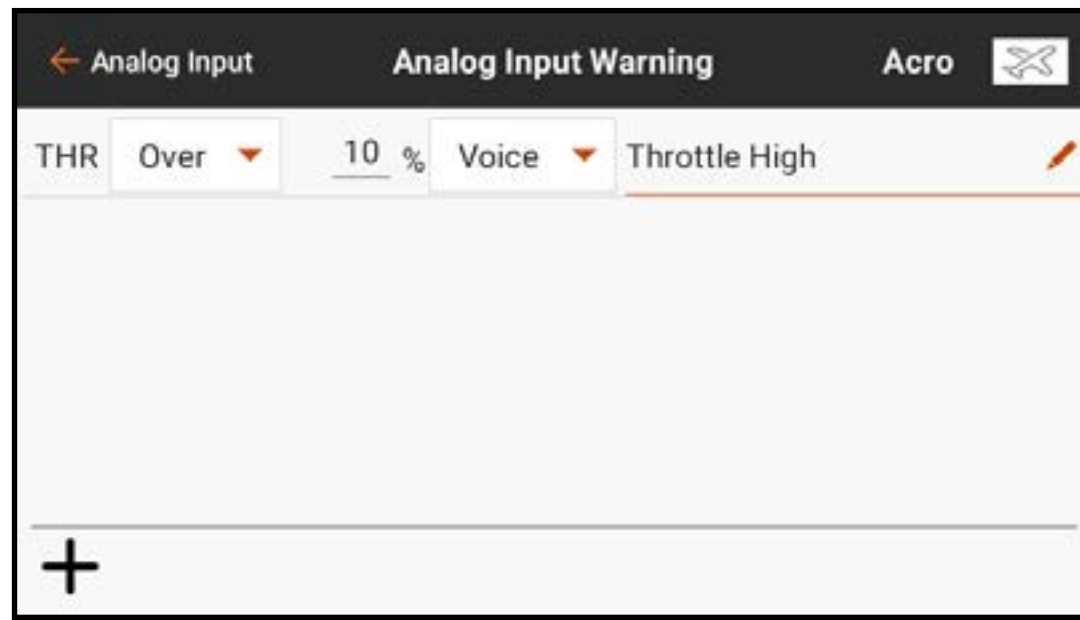 ← Analog Input Analog Input Warning Acro
THR Over 10 % Voice Throttle High
+